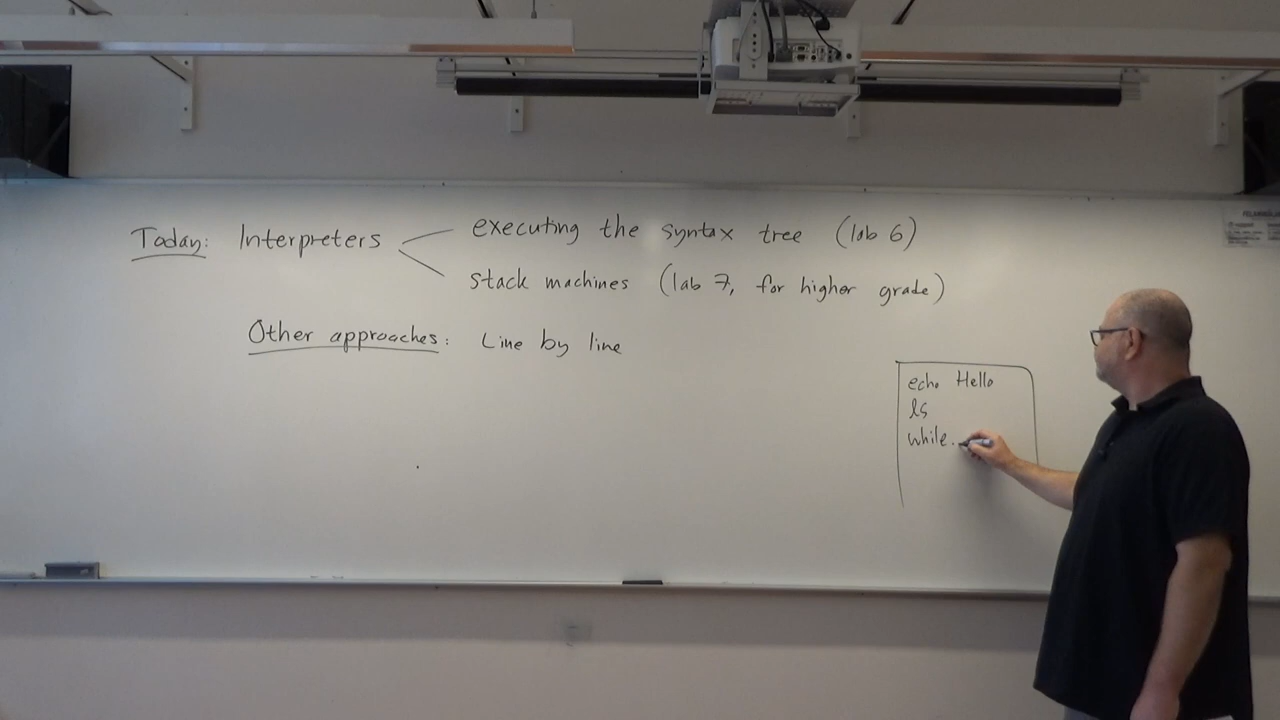 Today: Interpreters
executing the syntax tree (lab 6)
stack machines (lab 7, for higher grade)
Other approaches: Line by line
echo Hello
ls
while.